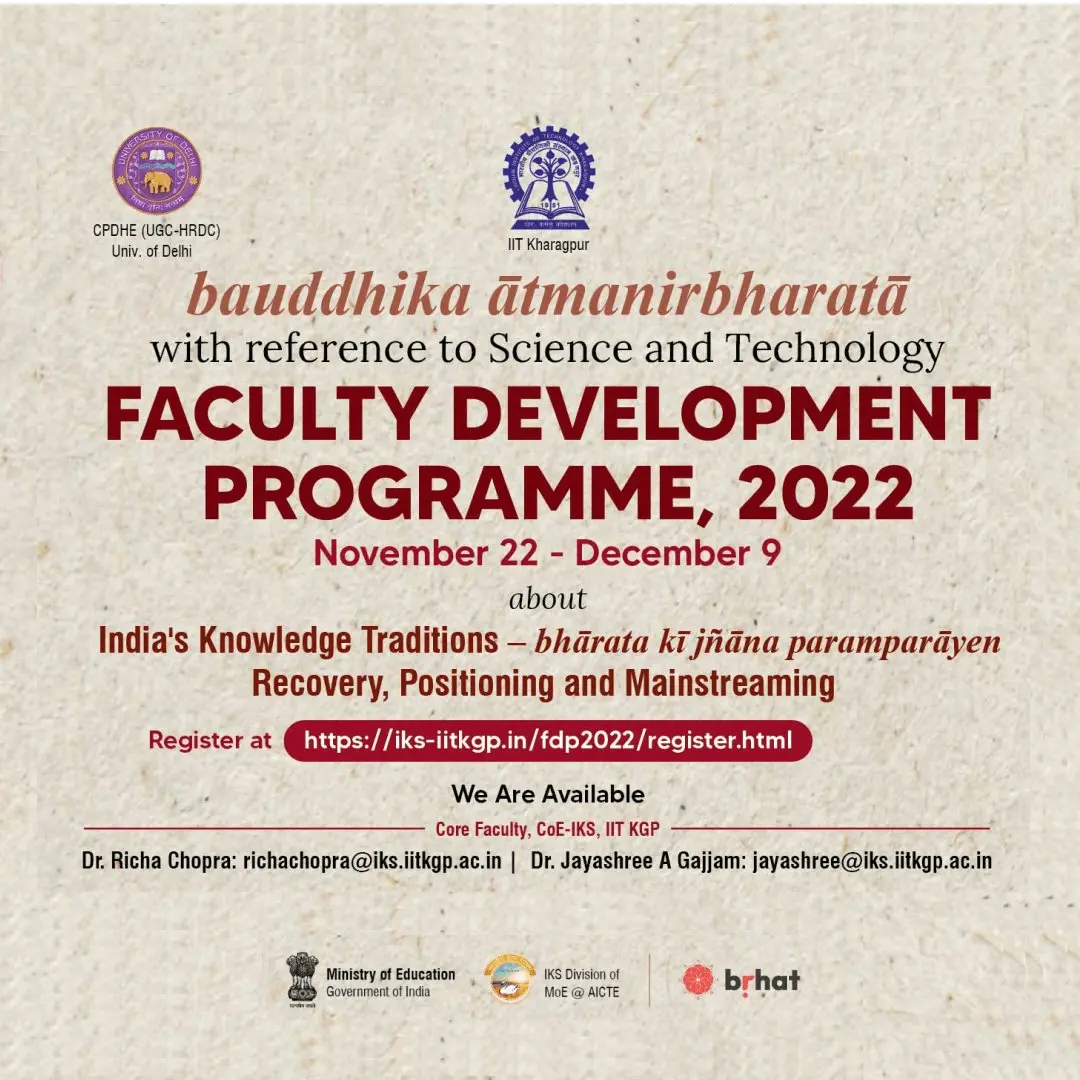 UNIVERSITY OF DELHI
CPDHE (UGC-HRDC)
Univ. of Delhi
1951
IIT Kharagpur
bauddhika ātmanirbharatā
with reference to Science and Technology
FACULTY DEVELOPMENT
PROGRAMME, 2022
November 22 - December 9
about
India's Knowledge Traditions – bhārata kī jñāna paramparāyen
Recovery, Positioning and Mainstreaming
Register at https://iks-iitkgp.in/fdp2022/register.html
We Are Available
Core Faculty, CoE-IKS, IIT KGP
Dr. Richa Chopra: richachopra@iks.iitkgp.ac.in | Dr. Jayashree A Gajjam: jayashree@iks.iitkgp.ac.in
Ministry of Education
Government of India
IKS Division of
MoE @ AICTE
bṛhat